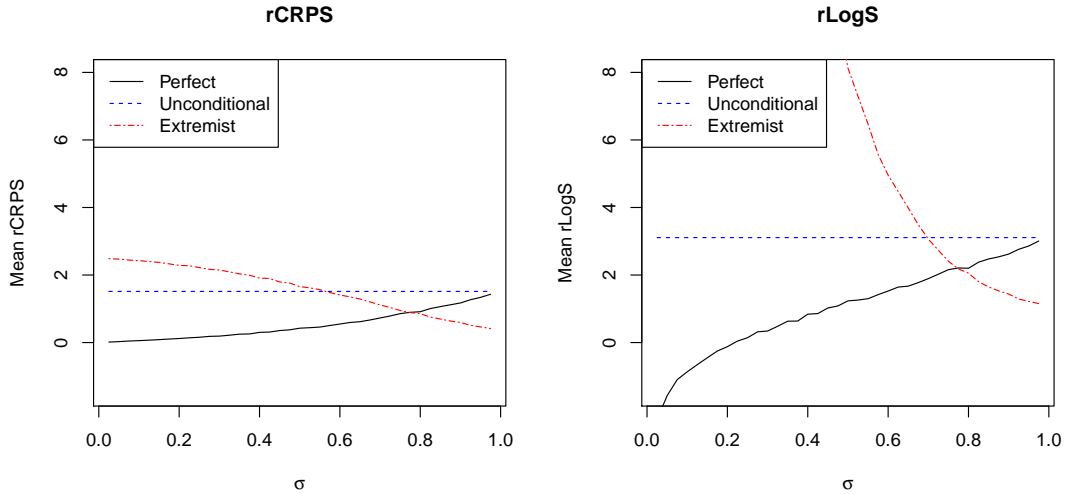 rCRPS
Perfect
Unconditional
Extremist
Mean rCRPS
8
6
4
2
0
0.0 0.2 0.4 0.6 0.8 1.0
σ
rLogS
Perfect
Unconditional
Extremist
Mean rLogS
8
6
4
2
0
0.0 0.2 0.4 0.6 0.8 1.0
σ